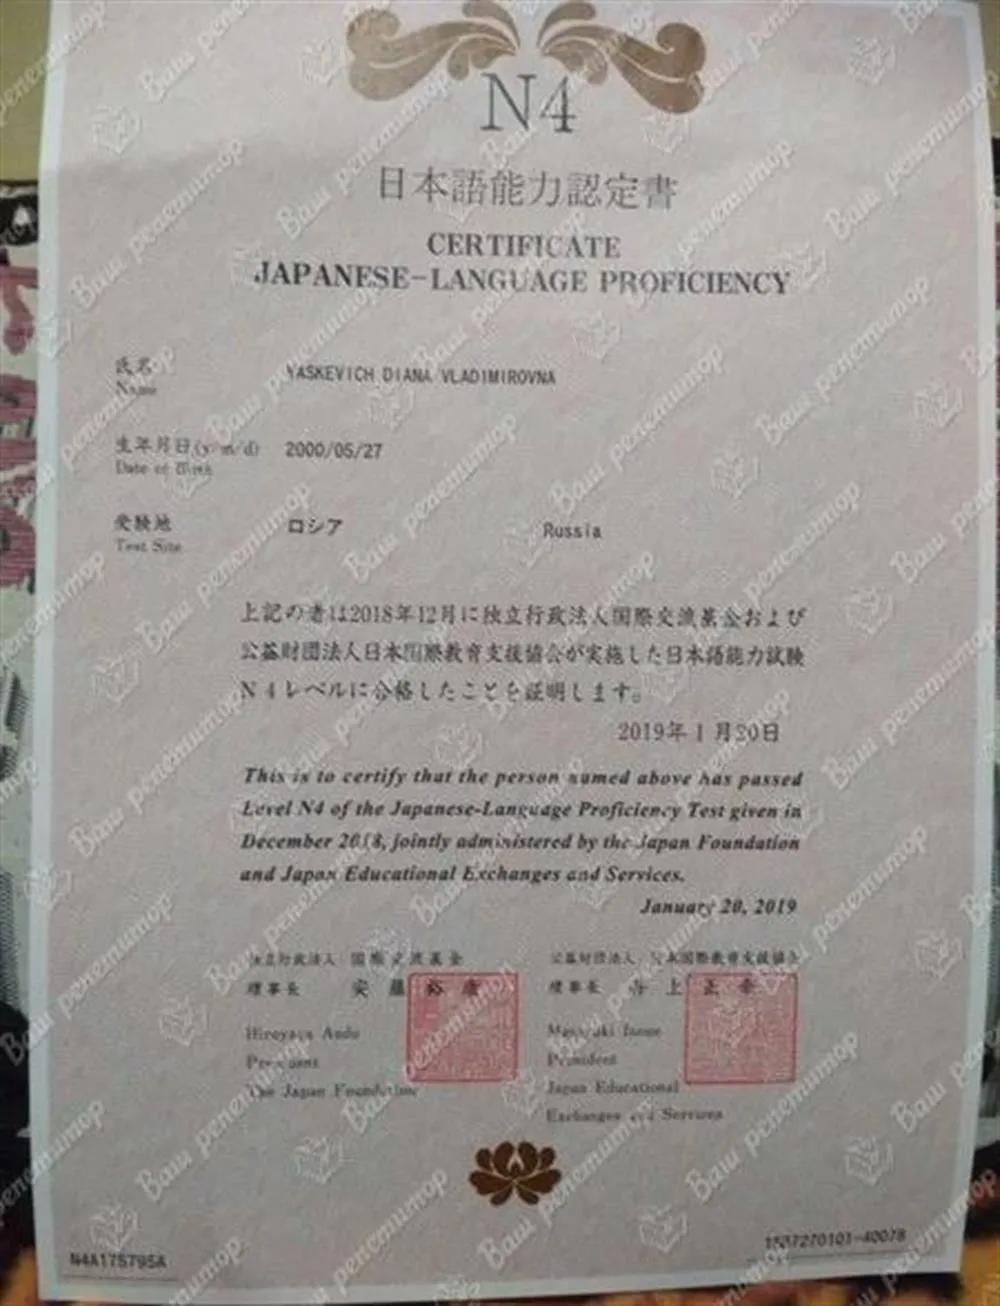 N4
日本語能力認定書
CERTIFICATE
JAPANESE-LANGUAGE PROFICIENCY
氏名 YASKEVICH DIANA VLADIMIROVNA
Name
生年月日(y/m/d) 2000/05/27
Date of Birth
受験地 ロシア Russia
Test Site
上記の者は2018年12月に独立行政法人国際交流基金および
公益財団法人日本国際教育支援協会が実施した日本語能力試験
N4レベルに合格したことを証明します。
2019年1月20日
This is to certify that the person named above has passed
Level N4 of the Japanese-Language Proficiency Test given in
December 2018, jointly administered by the Japan Foundation
and Japan Educational Exchanges and Services.
January 20, 2019
独立行政法人 国際交流基金 公益財団法人 日本国際教育支援協会
理事長 安藤裕康 理事長 井上正幸
Hiroyasu Ando Masayuki Inoue
President President
The Japan Foundation Japan Educational
Exchanges and Services
N4A175795A 1537270101-40078
Ваш репетитор